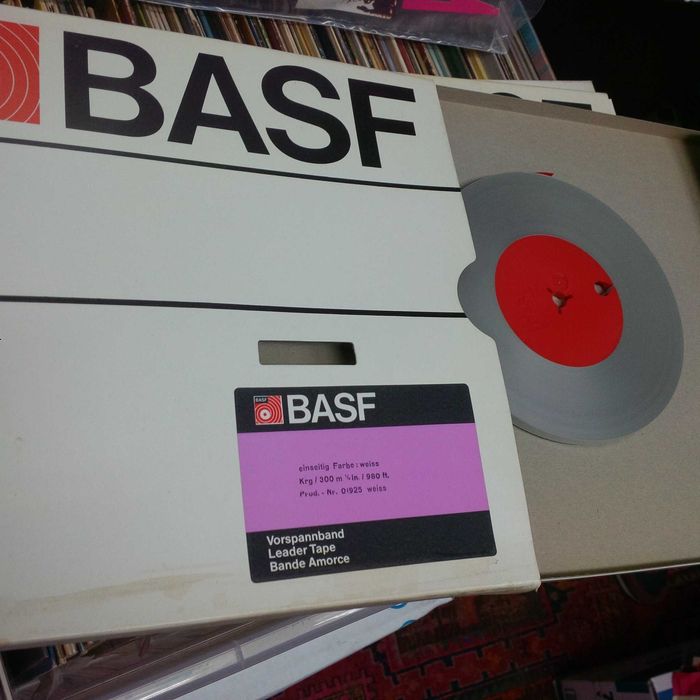 BASF
BASF
BASF
einseitig Farbe: weiss
Krg / 300 m ¼ in. / 980 ft.
Prod. - Nr. 01925 weiss
Vorspannband
Leader Tape
Bande Amorce